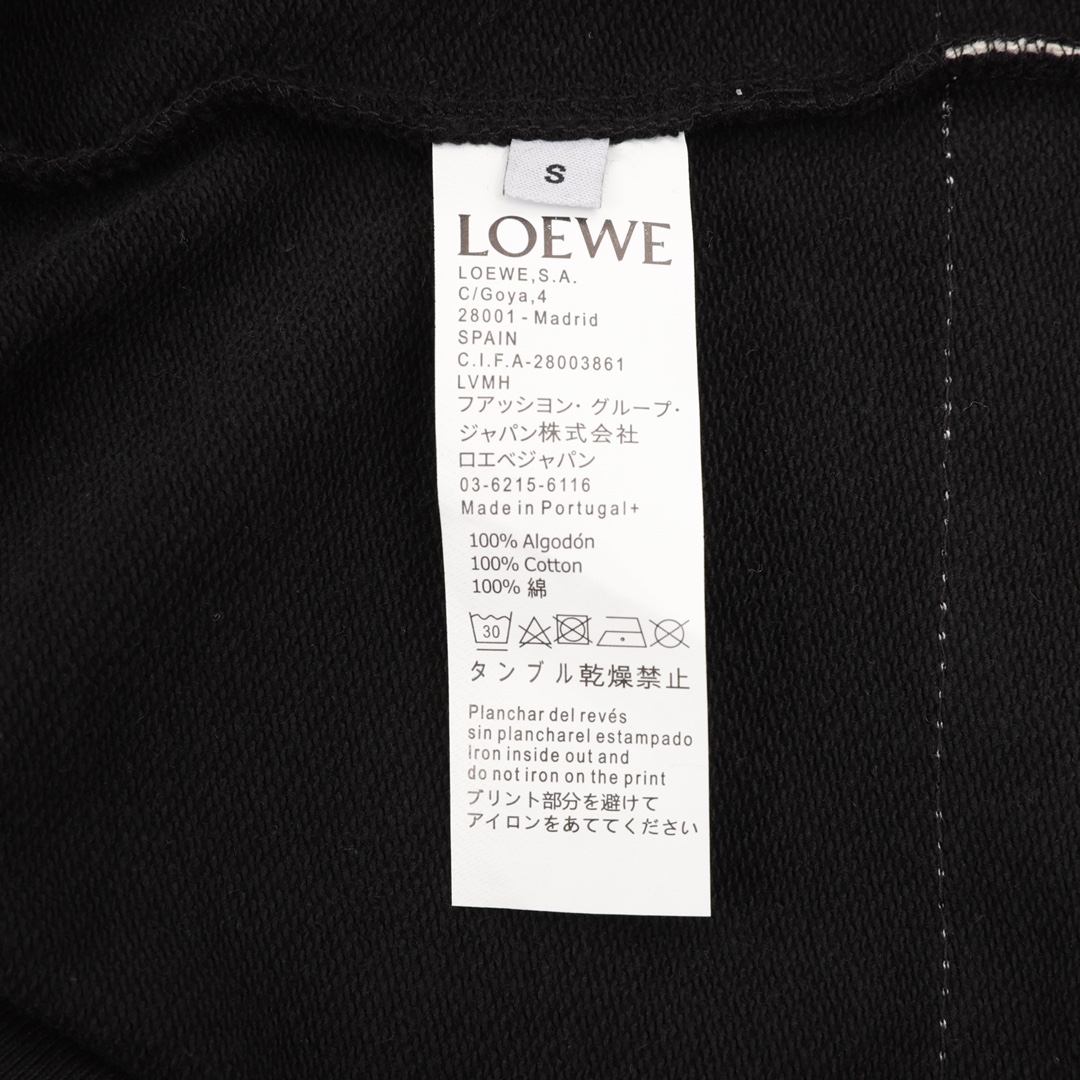 S
LOEWE
LOEWE,S.A.
C/Goya,4
28001 - Madrid
SPAIN
C.I.F.A-28003861
LVMH
フアッシヨン・グループ・
ジャパン株式会社
ロエベジャパン
03-6215-6116
Made in Portugal+
100% Algodón
100% Cotton
100% 綿
30
タンブル乾燥禁止
Planchar del revés
sin plancharel estampado
Iron inside out and
do not iron on the print
プリント部分を避けて
アイロンをあててください